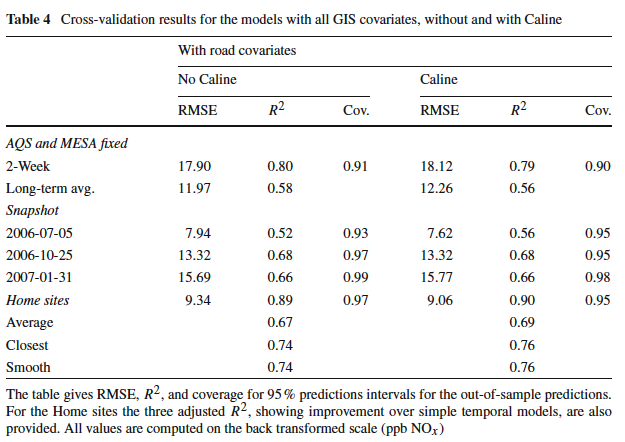 Table 4 Cross-validation results for the models with all GIS covariates, without and with Caline
With road covariates
No Caline Caline
RMSE R² Cov. RMSE R² Cov.
AQS and MESA fixed
2-Week 17.90 0.80 0.91 18.12 0.79 0.90
Long-term avg. 11.97 0.58 12.26 0.56
Snapshot
2006-07-05 7.94 0.52 0.93 7.62 0.56 0.95
2006-10-25 13.32 0.68 0.97 13.32 0.68 0.95
2007-01-31 15.69 0.66 0.99 15.77 0.66 0.98
Home sites 9.34 0.89 0.97 9.06 0.90 0.95
Average 0.67 0.69
Closest 0.74 0.76
Smooth 0.74 0.76
The table gives RMSE, R², and coverage for 95 % predictions intervals for the out-of-sample predictions.
For the Home sites the three adjusted R², showing improvement over simple temporal models, are also
provided. All values are computed on the back transformed scale (ppb NOX)